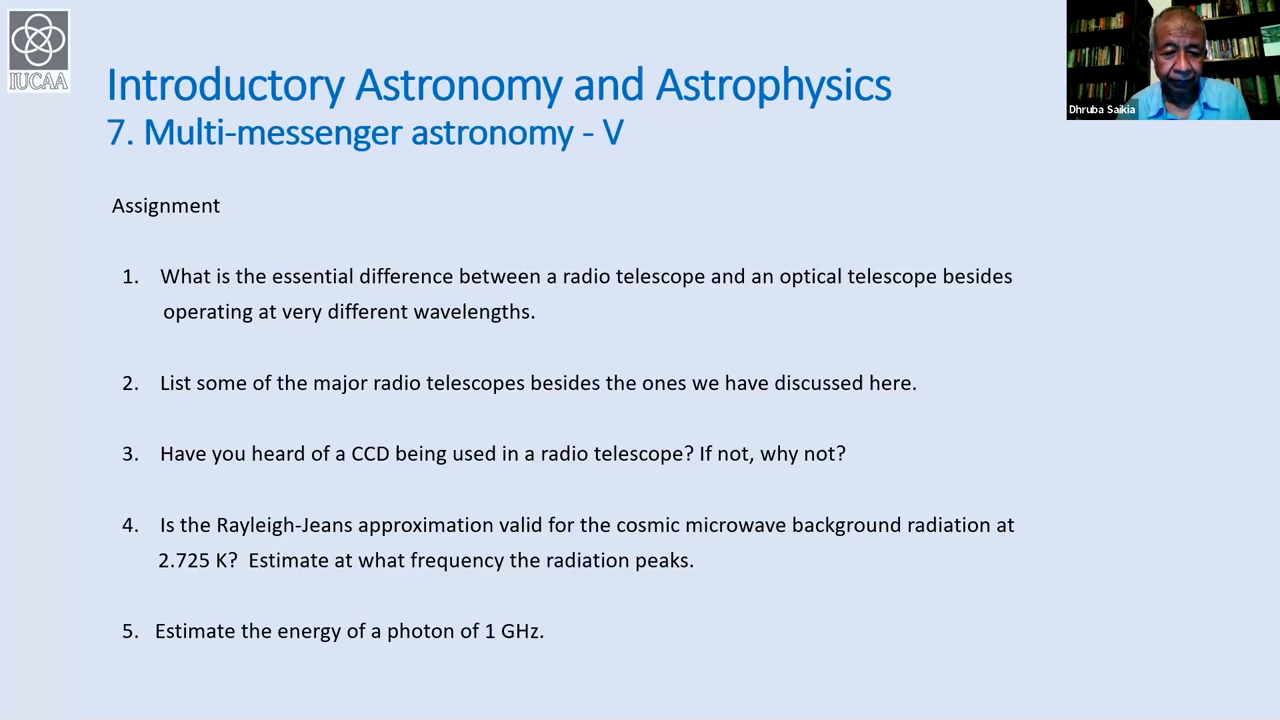 IUCAA
Introductory Astronomy and Astrophysics
7. Multi-messenger astronomy - V
Dhruba Saikia
Assignment
1. What is the essential difference between a radio telescope and an optical telescope besides
operating at very different wavelengths.
2. List some of the major radio telescopes besides the ones we have discussed here.
3. Have you heard of a CCD being used in a radio telescope? If not, why not?
4. Is the Rayleigh-Jeans approximation valid for the cosmic microwave background radiation at
2.725 K? Estimate at what frequency the radiation peaks.
5. Estimate the energy of a photon of 1 GHz.